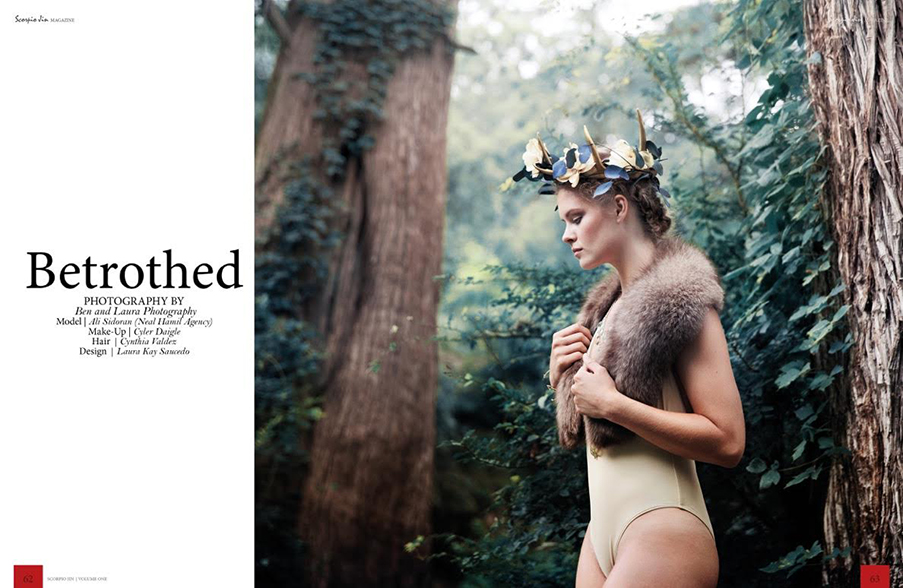 Scorpio Jin MAGAZINE
Betrothed
PHOTOGRAPHY BY
Ben and Laura Photography
Model | Ali Sidoran (Neal Hamil Agency)
Make-Up | Cyler Daigle
Hair | Cynthia Valdez
Design | Laura Kay Saucedo
62
SCORPIO JIN | VOLUME ONE
63